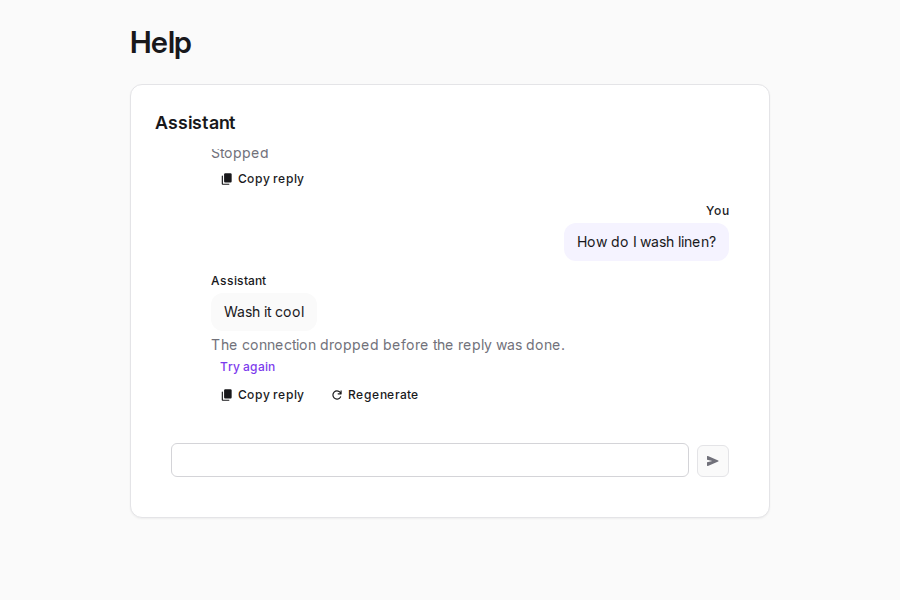 Help
Assistant
Stopped
Copy reply
You
How do I wash linen?
Assistant
Wash it cool
The connection dropped before the reply was done.
Try again
Copy reply Regenerate